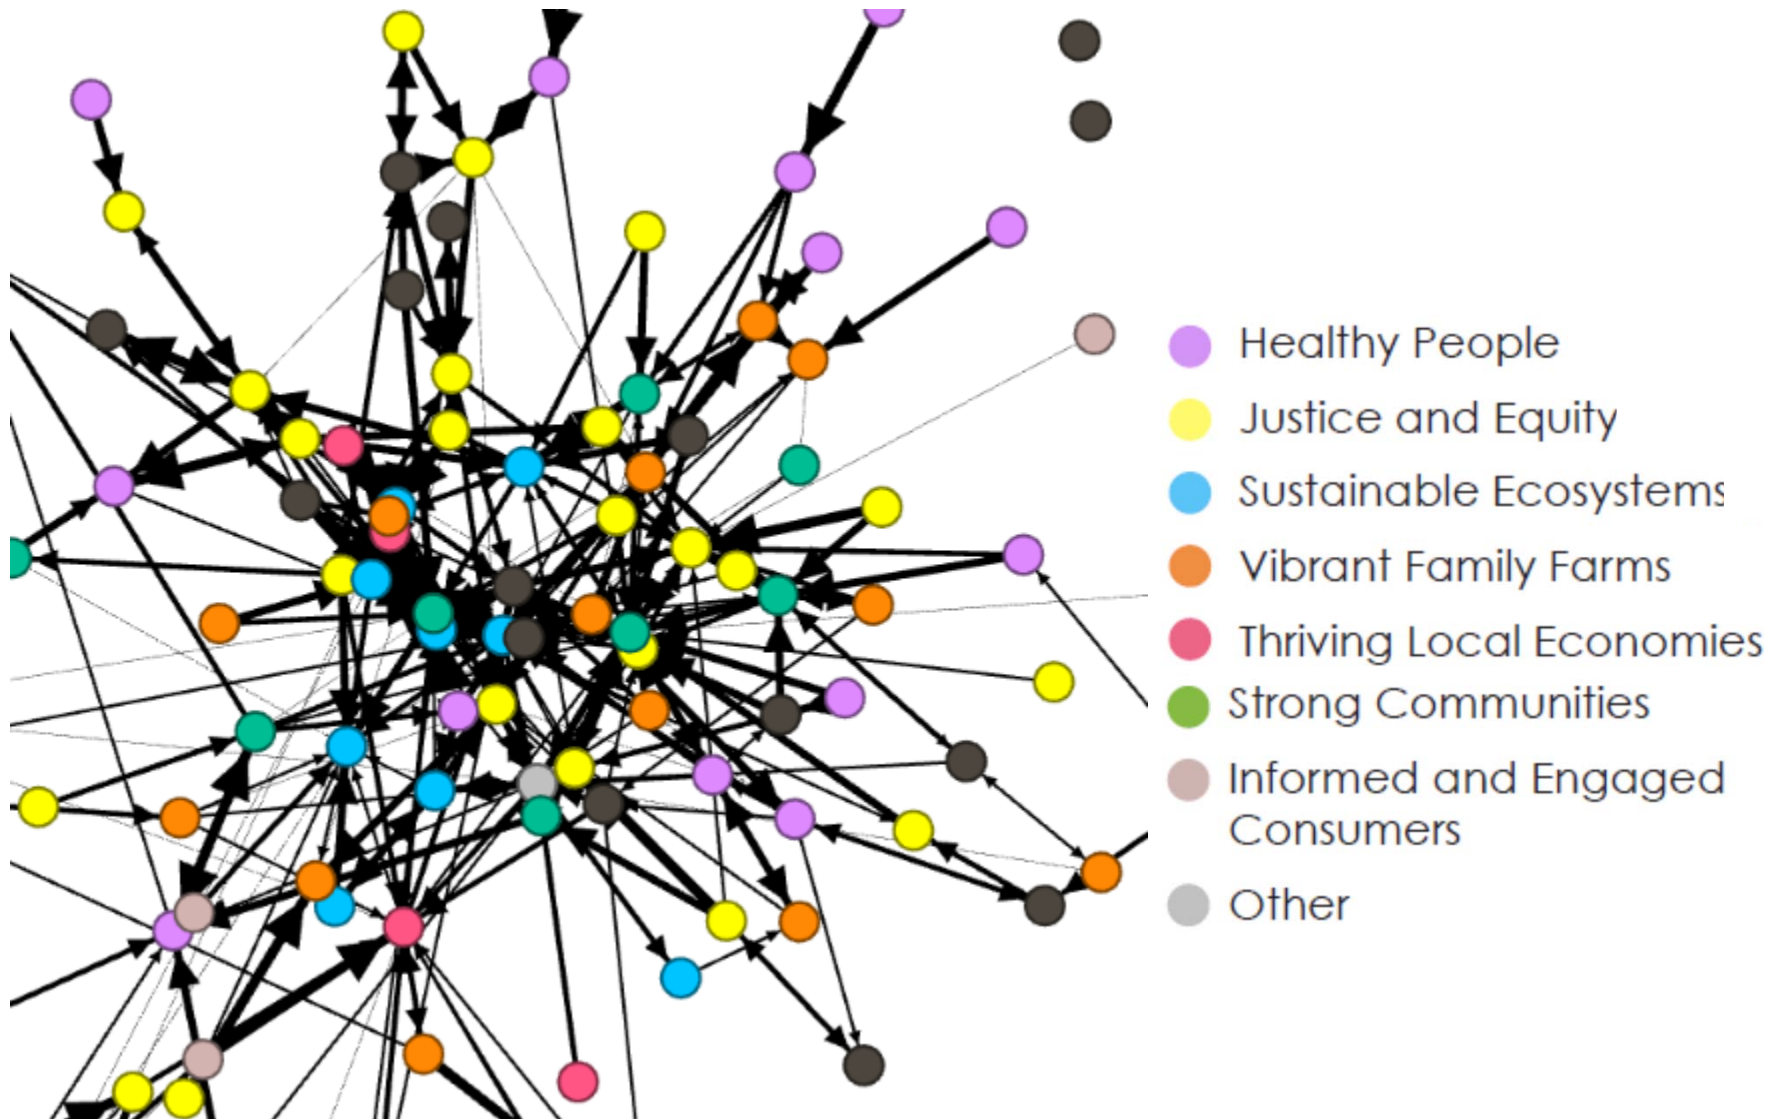 Healthy People
Justice and Equity
Sustainable Ecosystems
Vibrant Family Farms
Thriving Local Economies
Strong Communities
Informed and Engaged
Consumers
Other